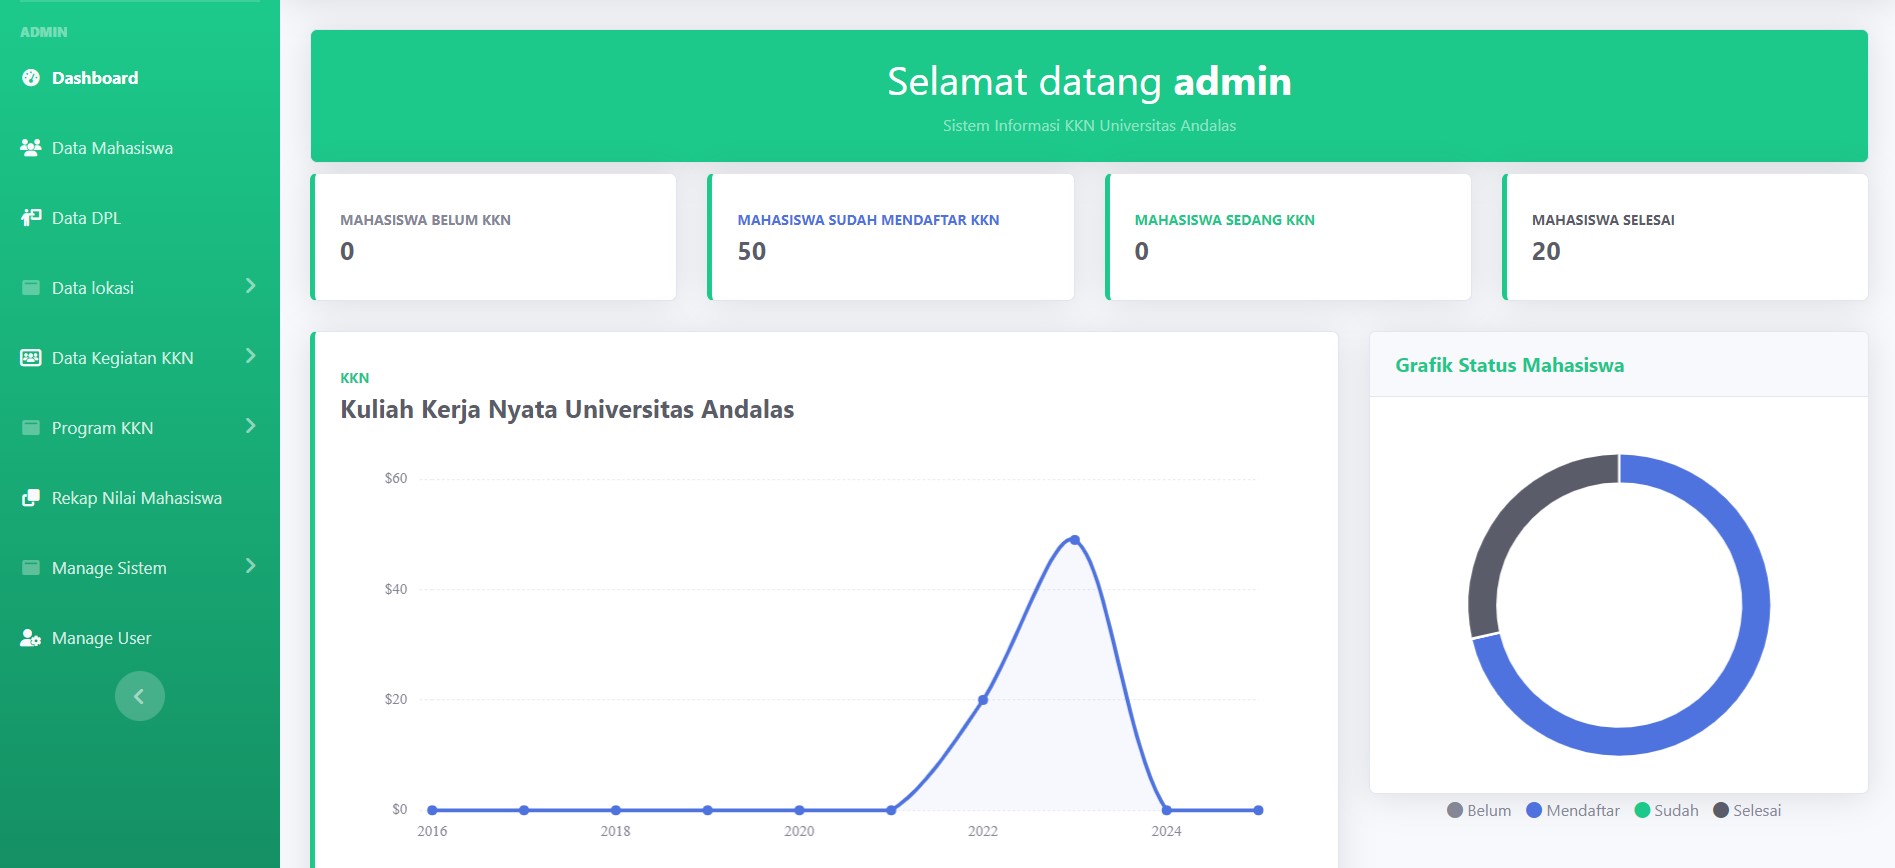 ADMIN
Dashboard
Data Mahasiswa
Data DPL
Data lokasi
Data Kegiatan KKN
Program KKN
Rekap Nilai Mahasiswa
Manage Sistem
Manage User
Selamat datang admin
Sistem Informasi KKN Universitas Andalas
MAHASISWA BELUM KKN
0
MAHASISWA SUDAH MENDAFTAR KKN
50
MAHASISWA SEDANG KKN
0
MAHASISWA SELESAI
20
KKN
Kuliah Kerja Nyata Universitas Andalas
$60
$40
$20
$0
2016 2018 2020 2022 2024
Grafik Status Mahasiswa
Belum Mendaftar Sudah Selesai